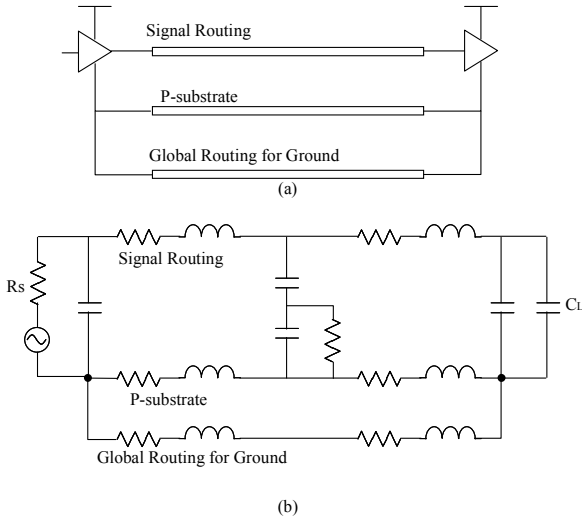 Signal Routing
P-substrate
Global Routing for Ground
(a)
Signal Routing
Rs
CL
P-substrate
Global Routing for Ground
(b)